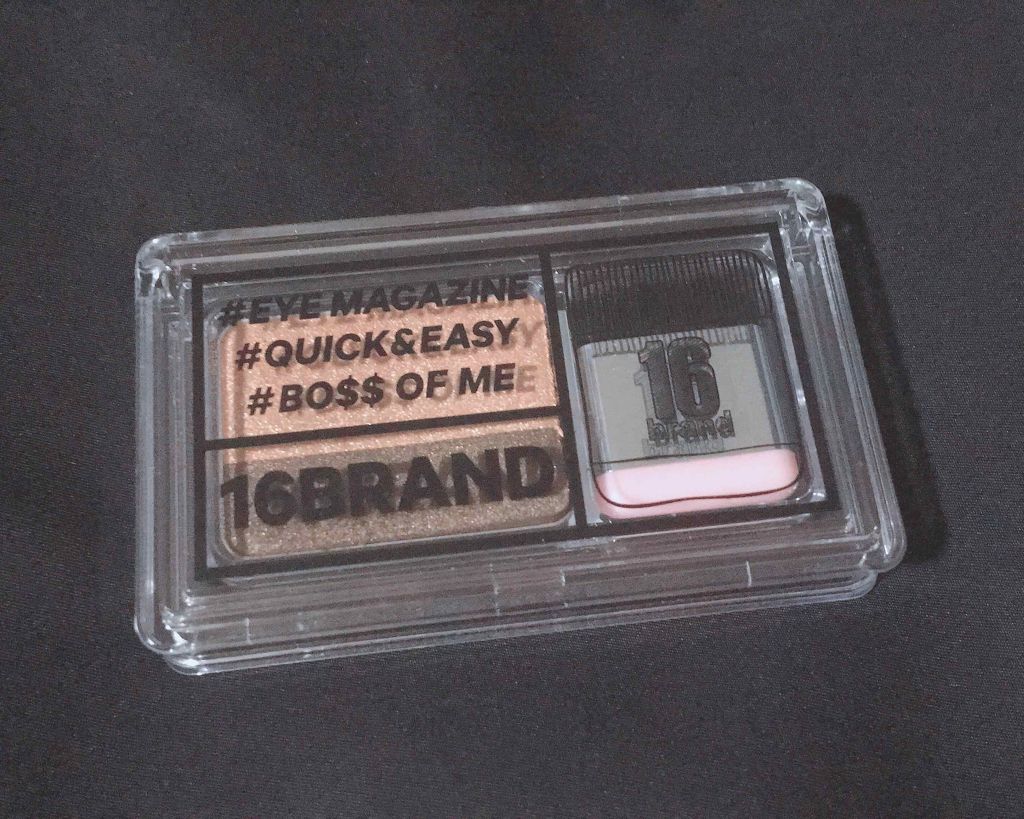 #EYE MAGAZINE
#QUICK&EASY
#BO$$ OF ME
16BRAND
16
brand